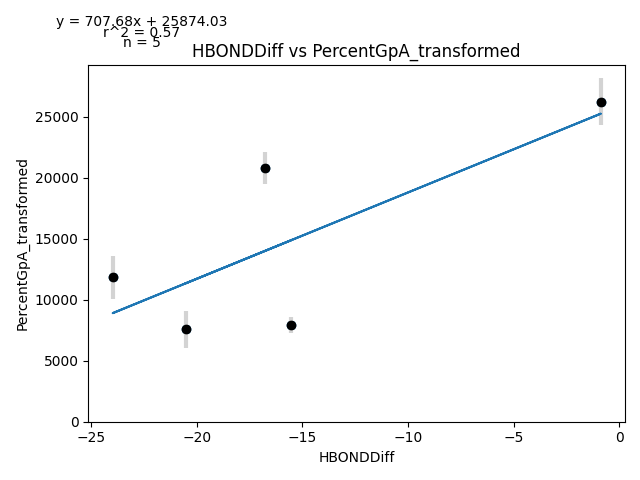 y = 707.68x + 25874.03
r^2 = 0.57
n = 5
HBONDDiff vs PercentGpA_transformed
PercentGpA_transformed
25000
20000
15000
10000
5000
0
−25
−20
−15
−10
−5
0
HBONDDiff